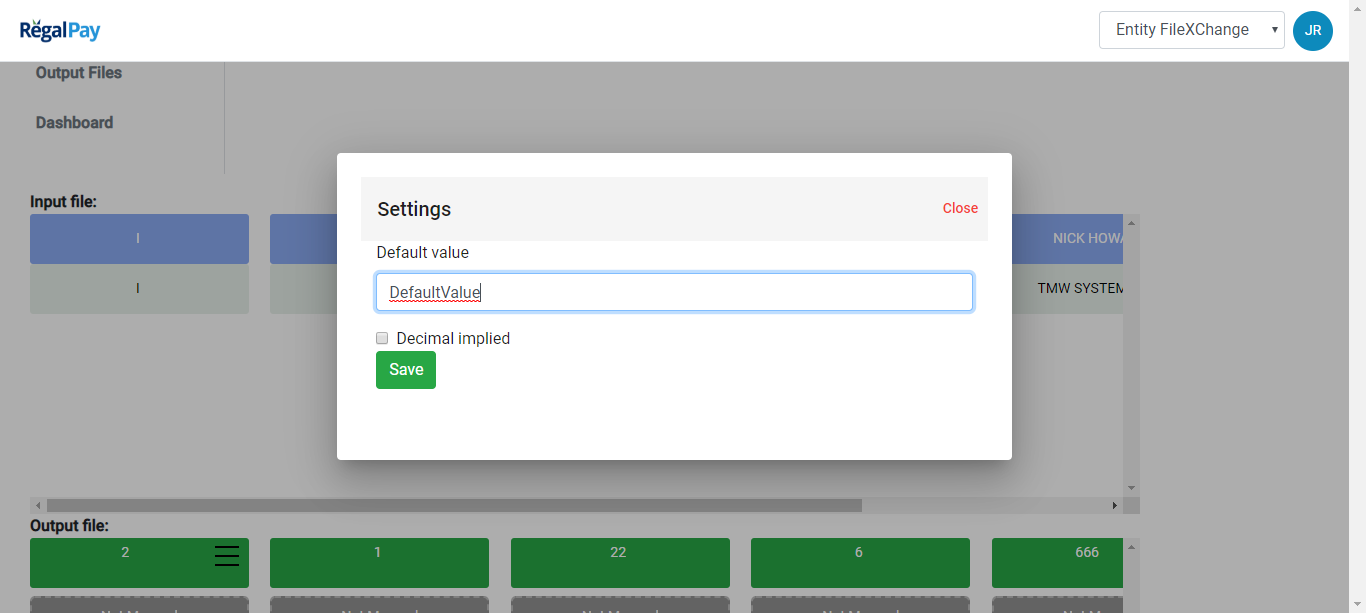 RegalPay
Entity FileXChange
JR
Output Files
Dashboard
Settings
Close
Default value
DefaultValue
Decimal implied
Save
Input file:
I
NICK HOWA
I
TMW SYSTEM
Output file:
2
1
22
6
666